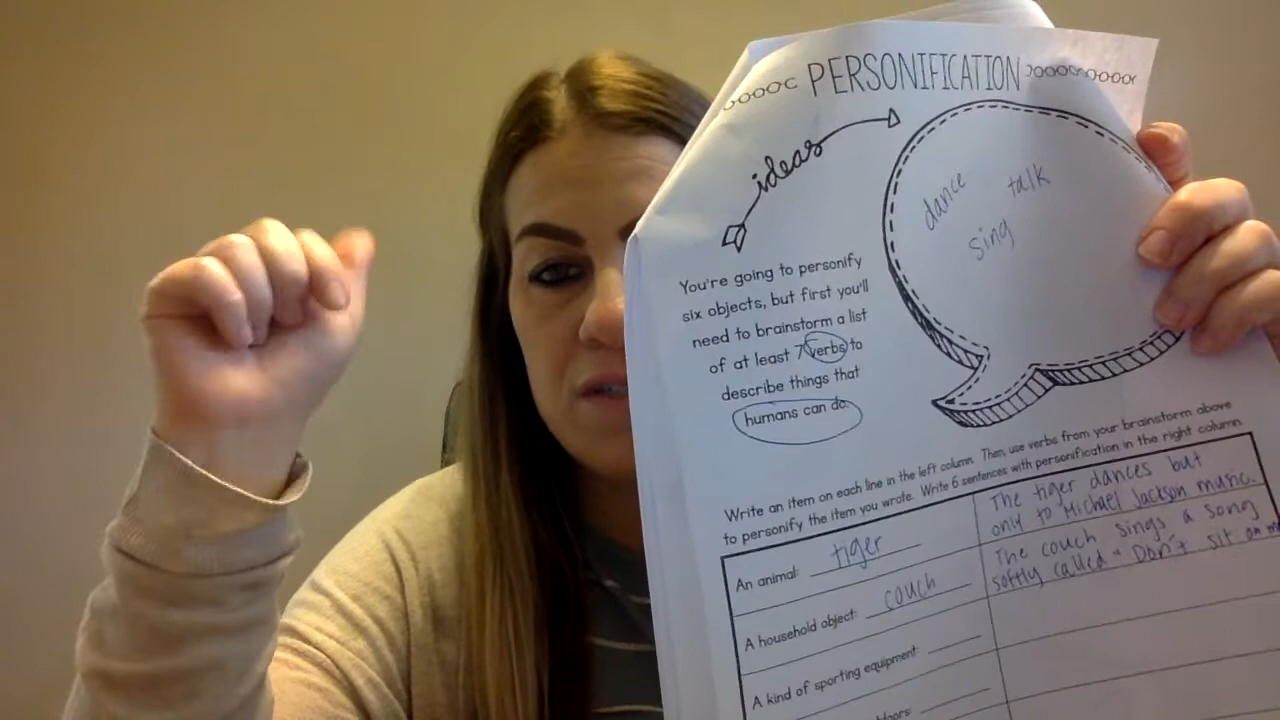 PERSONIFICATION
ideas
dance
talk
sing
You're going to personify
six objects, but first you'll
need to brainstorm a list
of at least 7 verbs to
describe things that
humans can do.
Write an item on each line in the left column. Then, use verbs from your brainstorm above
to personify the item you wrote. Write 6 sentences with personification in the right column.
An animal: tiger
The tiger dances but
only to Michael Jackson music.
A household object: couch
The couch sings a song
softly called "Don't sit on
A kind of sporting equipment: